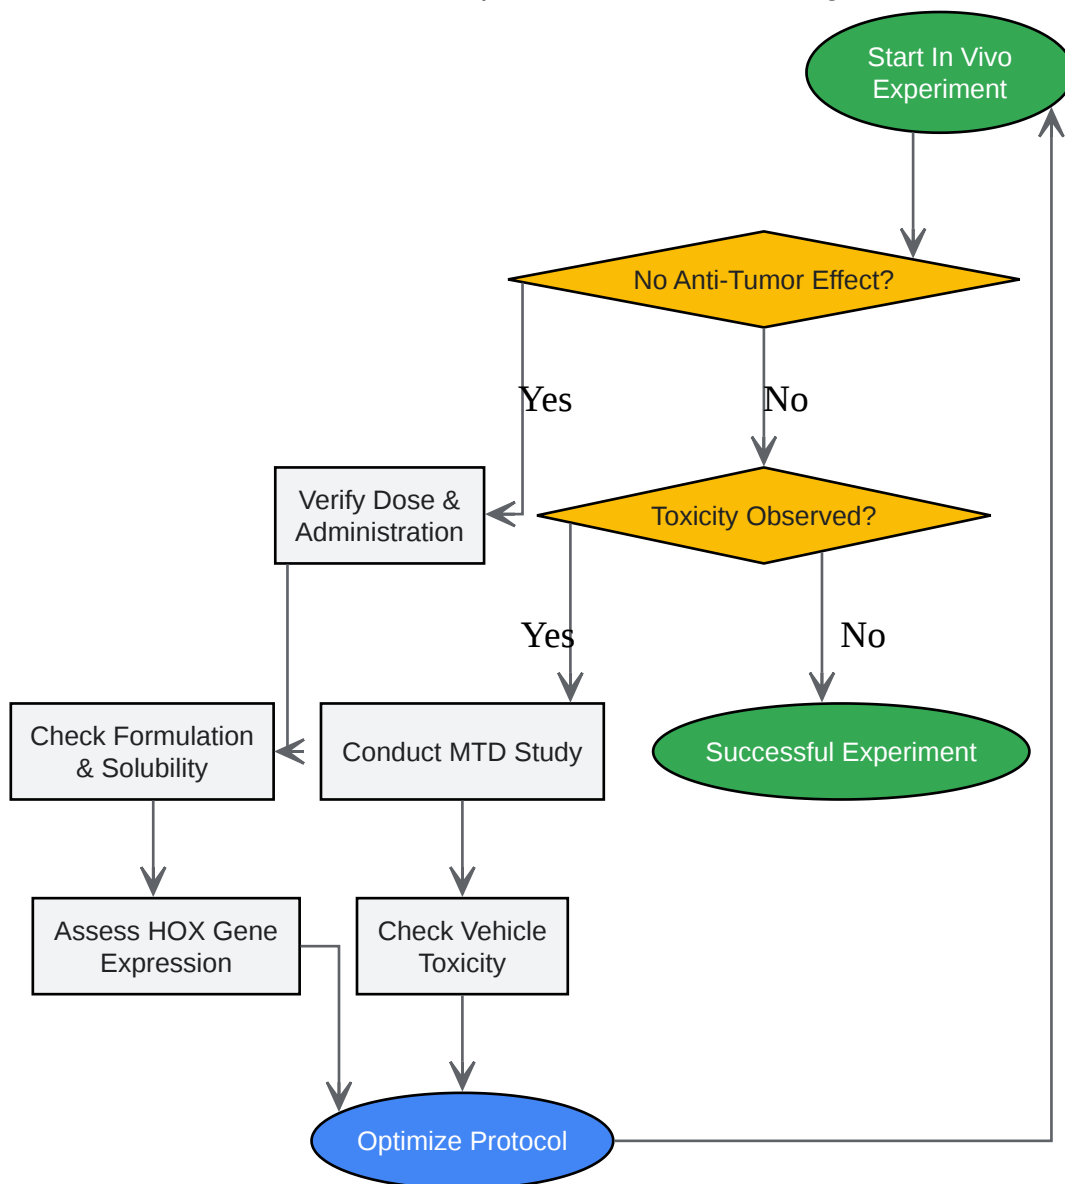 Start In Vivo
Experiment
No Anti-Tumor Effect?
Yes
No
Verify Dose &
Administration
Toxicity Observed?
Yes
No
Check Formulation
& Solubility
Conduct MTD Study
Successful Experiment
Assess HOX Gene
Expression
Check Vehicle
Toxicity
Optimize Protocol